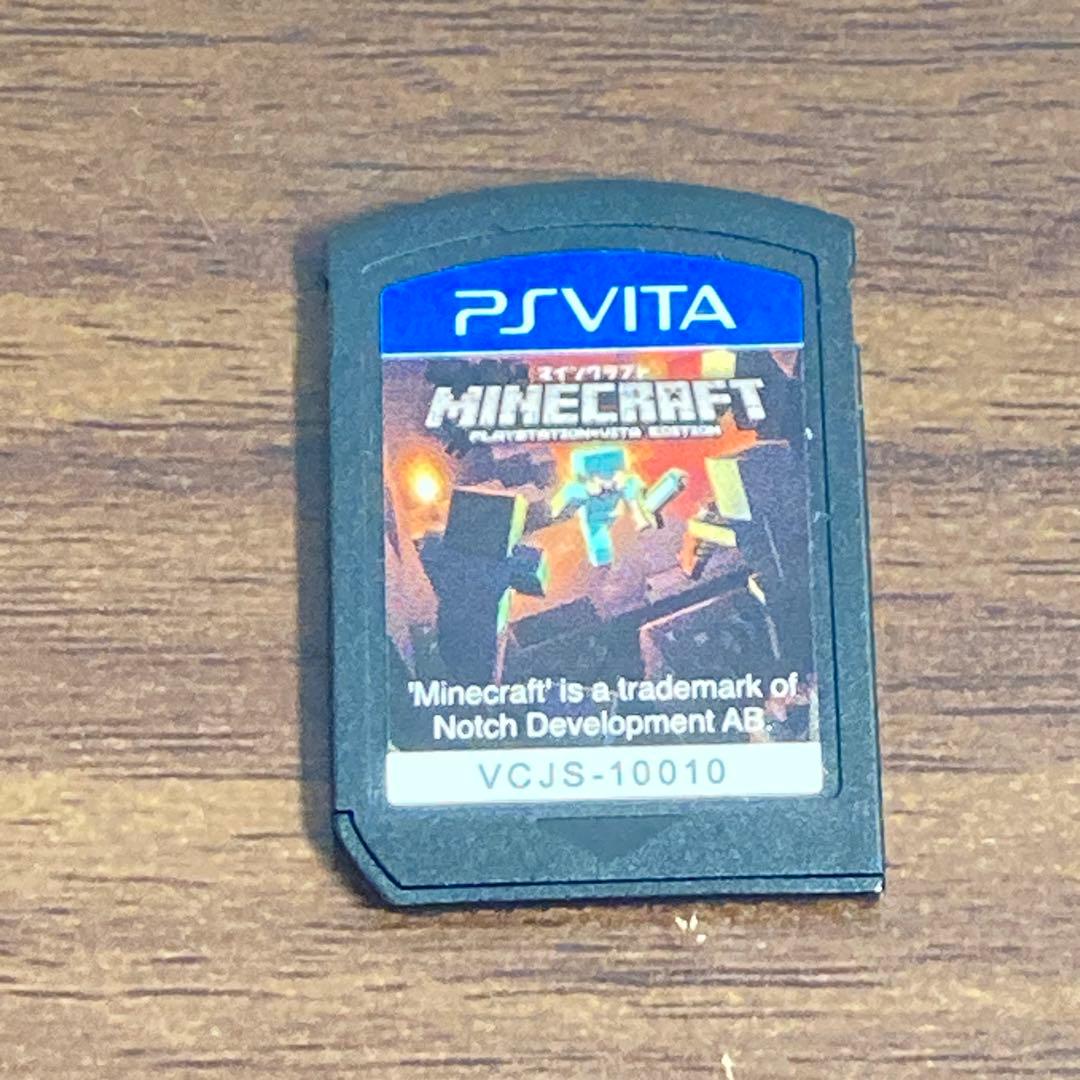 PSVITA
マインクラフト
MINECRAFT
PLAYSTATION®VITA EDITION
'Minecraft' is a trademark of
Notch Development AB.
VCJS-10010